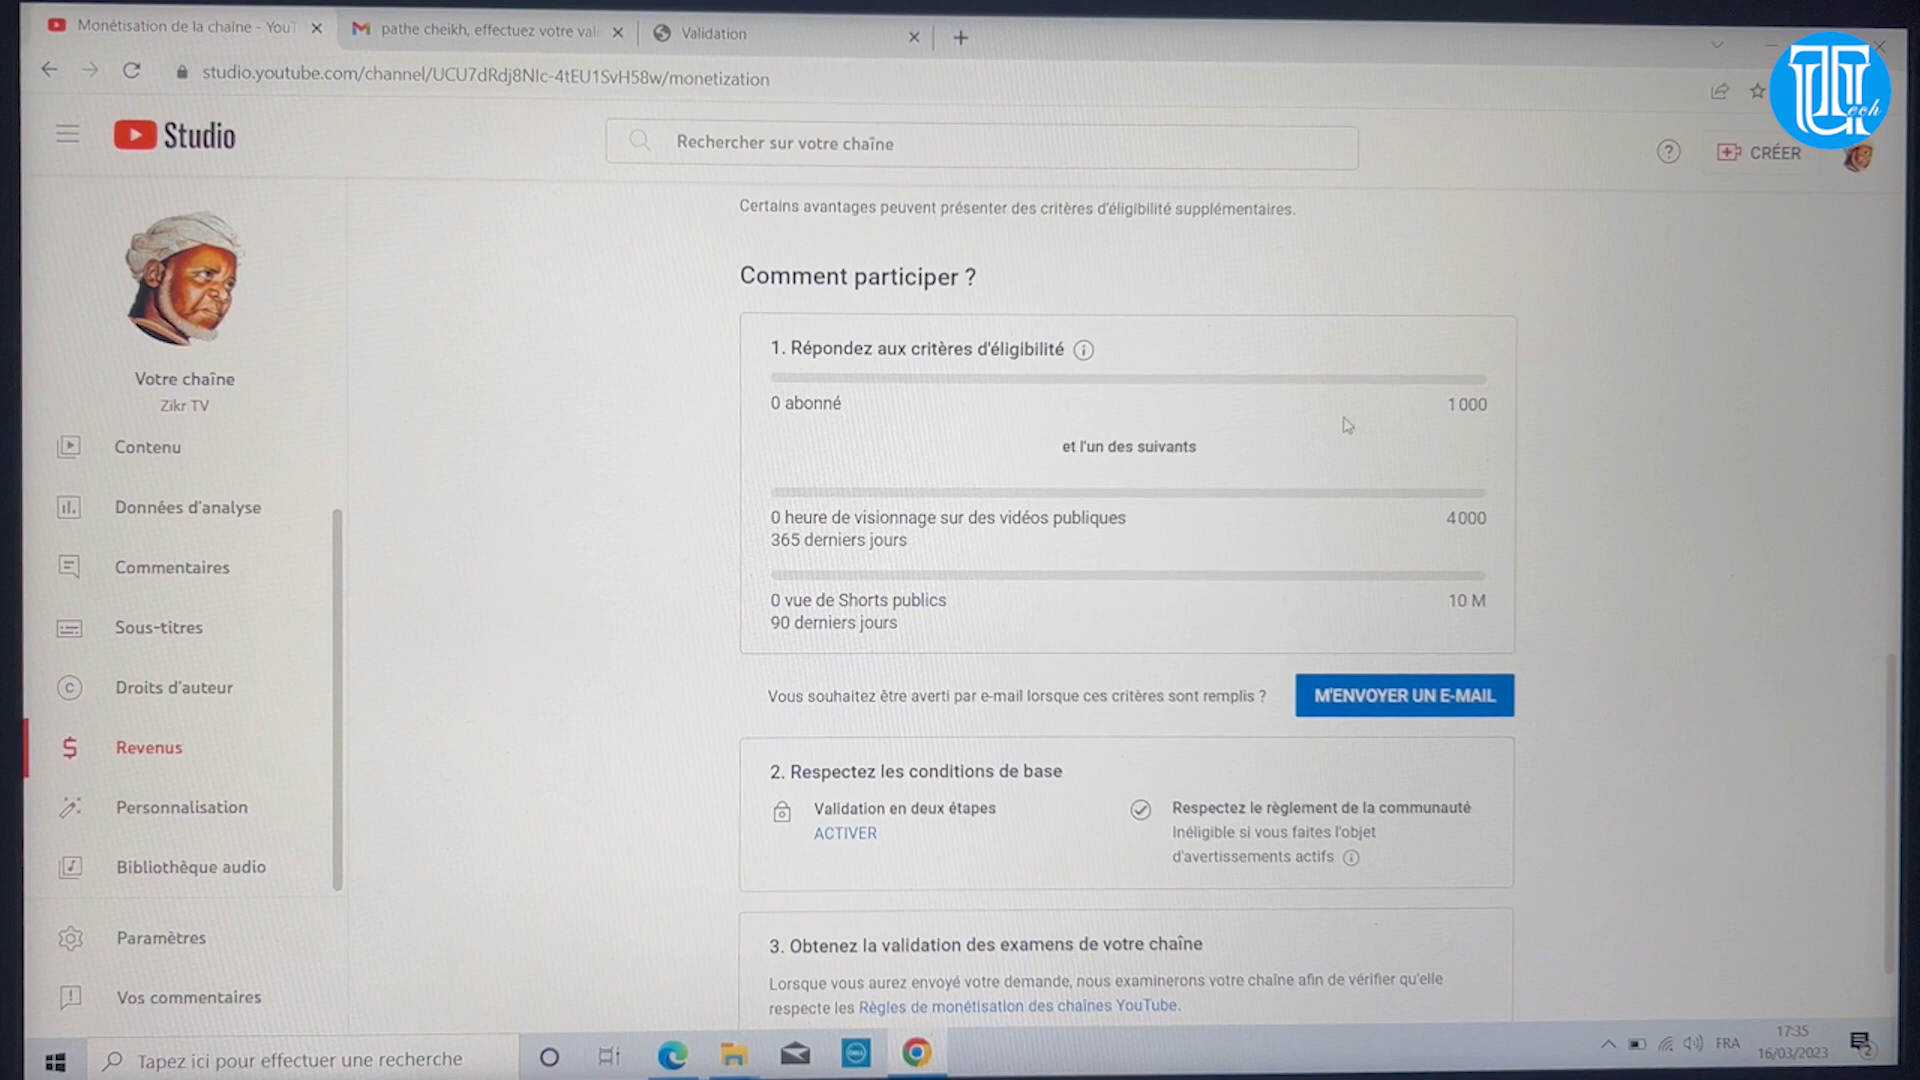 Monétisation de la chaîne - YouT
pathe cheikh, effectuez votre vali
Validation
studio.youtube.com/channel/UCU7dRdj8NIc-4tEU1SvH58w/monetization
Studio
Rechercher sur votre chaîne
CRÉER
Certains avantages peuvent présenter des critères d'éligibilité supplémentaires.
Comment participer ?
Votre chaîne
Zikr TV
Contenu
Données d'analyse
Commentaires
Sous-titres
Droits d'auteur
Revenus
Personnalisation
Bibliothèque audio
Paramètres
Vos commentaires
1. Répondez aux critères d'éligibilité
0 abonné
1 000
et l'un des suivants
0 heure de visionnage sur des vidéos publiques
4 000
365 derniers jours
0 vue de Shorts publics
10 M
90 derniers jours
Vous souhaitez être averti par e-mail lorsque ces critères sont remplis ?
M'ENVOYER UN E-MAIL
2. Respectez les conditions de base
Validation en deux étapes
ACTIVER
Respectez le règlement de la communauté
Inéligible si vous faites l'objet
d'avertissements actifs
3. Obtenez la validation des examens de votre chaîne
Lorsque vous aurez envoyé votre demande, nous examinerons votre chaîne afin de vérifier qu'elle
respecte les Règles de monétisation des chaînes YouTube.
Tapez ici pour effectuer une recherche
DELL
FRA
17:35
16/03/2023
2